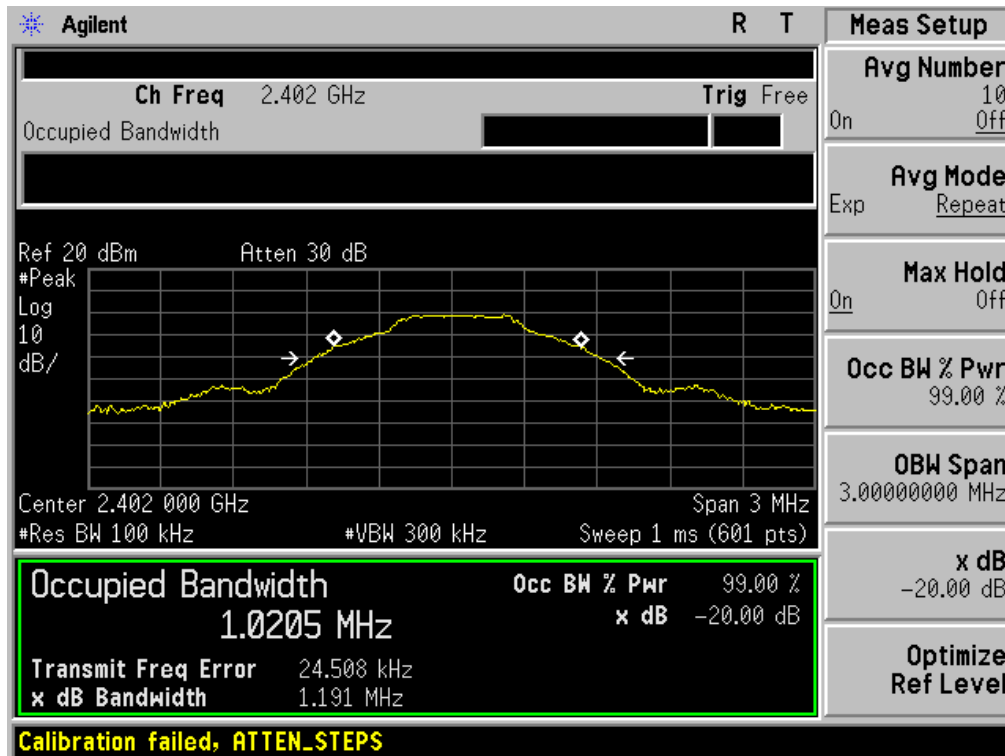 Agilent R T
Ch Freq 2.402 GHz Trig Free
Occupied Bandwidth
Ref 20 dBm Atten 30 dB
#Peak
Log
10
dB/
Center 2.402 000 GHz Span 3 MHz
#Res BW 100 kHz #VBW 300 kHz Sweep 1 ms (601 pts)
Occupied Bandwidth
1.0205 MHz
Occ BW % Pwr 99.00 %
x dB -20.00 dB
Transmit Freq Error 24.508 kHz
x dB Bandwidth 1.191 MHz
Calibration failed, ATTEN_STEPS
Meas Setup
Avg Number
10
On Off
Avg Mode
Exp Repeat
Max Hold
On Off
Occ BW % Pwr
99.00 %
OBW Span
3.00000000 MHz
x dB
-20.00 dB
Optimize
Ref Level